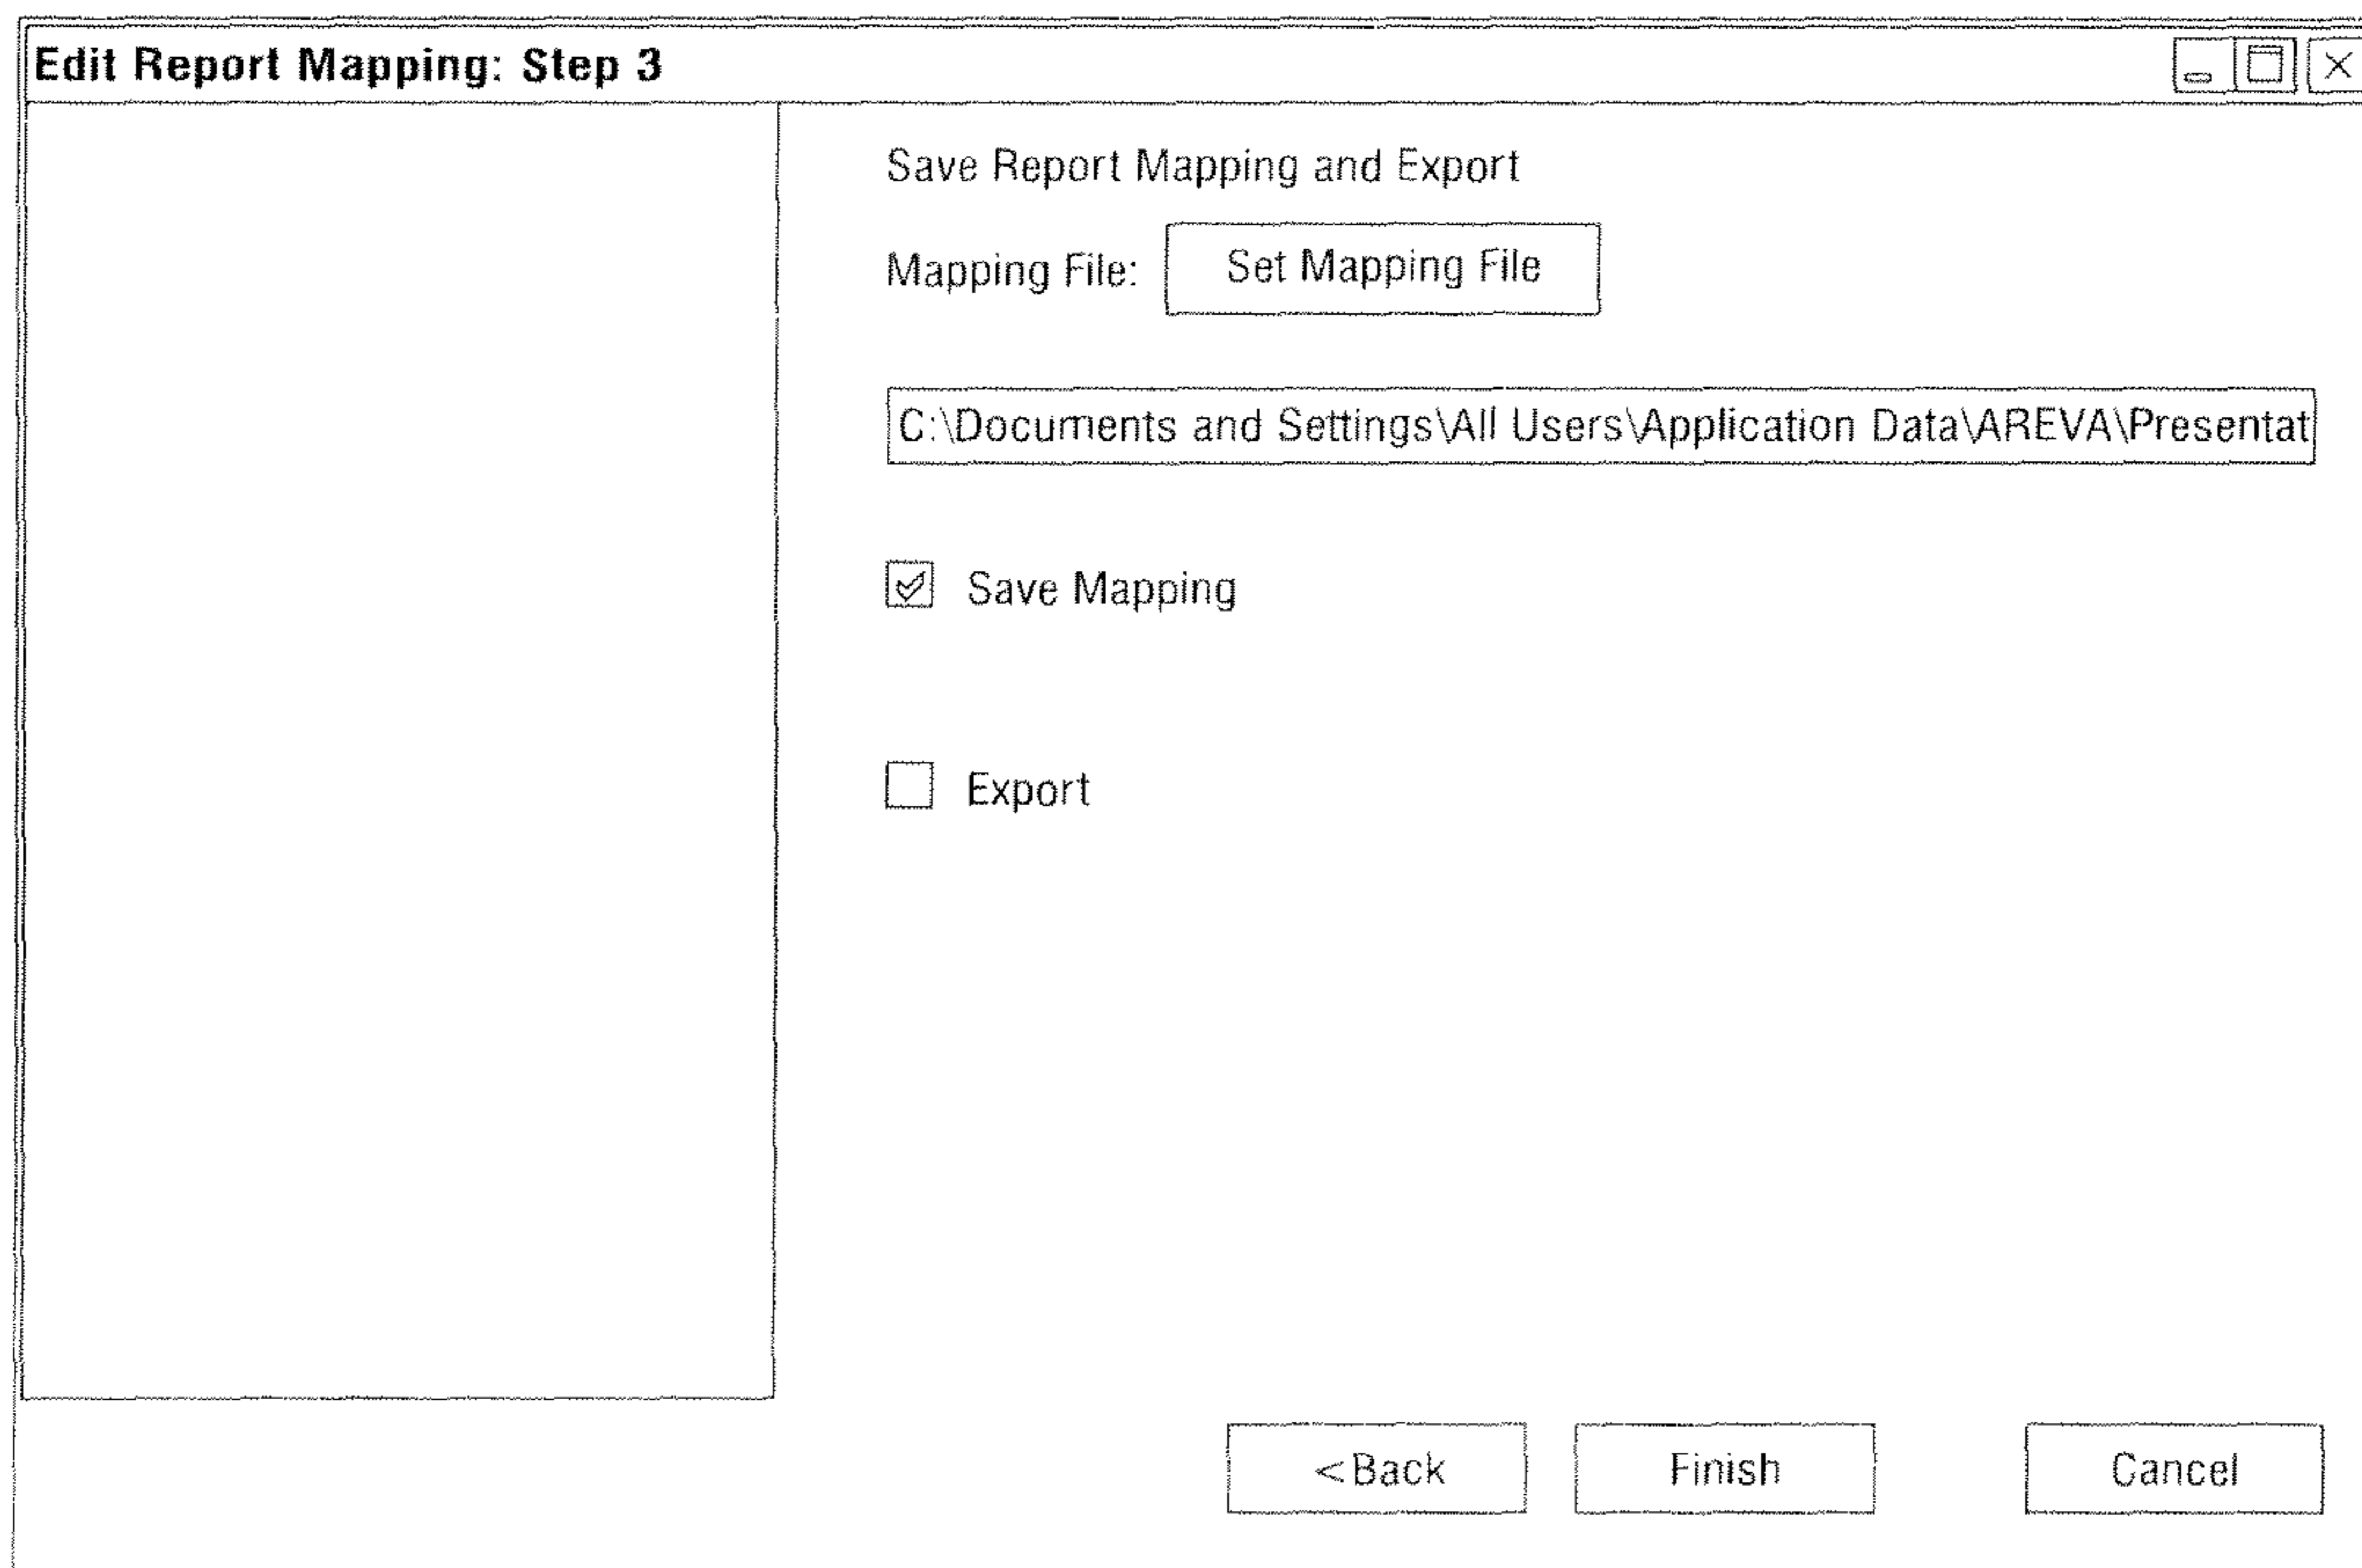 Edit Report Mapping: Step 3
Save Report Mapping and Export
Mapping File: Set Mapping File
C:\Documents and Settings\All Users\Application Data\AREVA\Presentat
Save Mapping
Export
<Back Finish Cancel